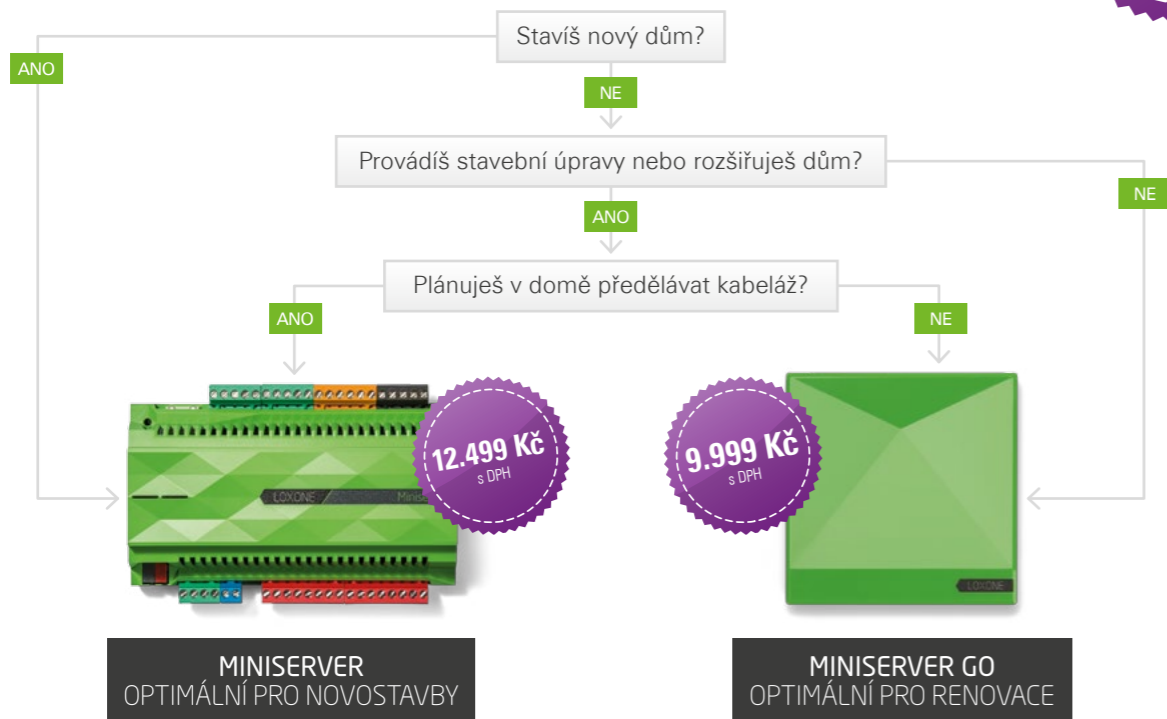 Stavíš nový dům?
ANO
NE
Provádíš stavební úpravy nebo rozšiřuješ dům?
NE
ANO
Plánuješ v domě předělávat kabeláž?
ANO
NE
12.499 Kč
s DPH
9.999 Kč
s DPH
LOXONE
LOXONE
MINISERVER
OPTIMÁLNÍ PRO NOVOSTAVBY
MINISERVER GO
OPTIMÁLNÍ PRO RENOVACE